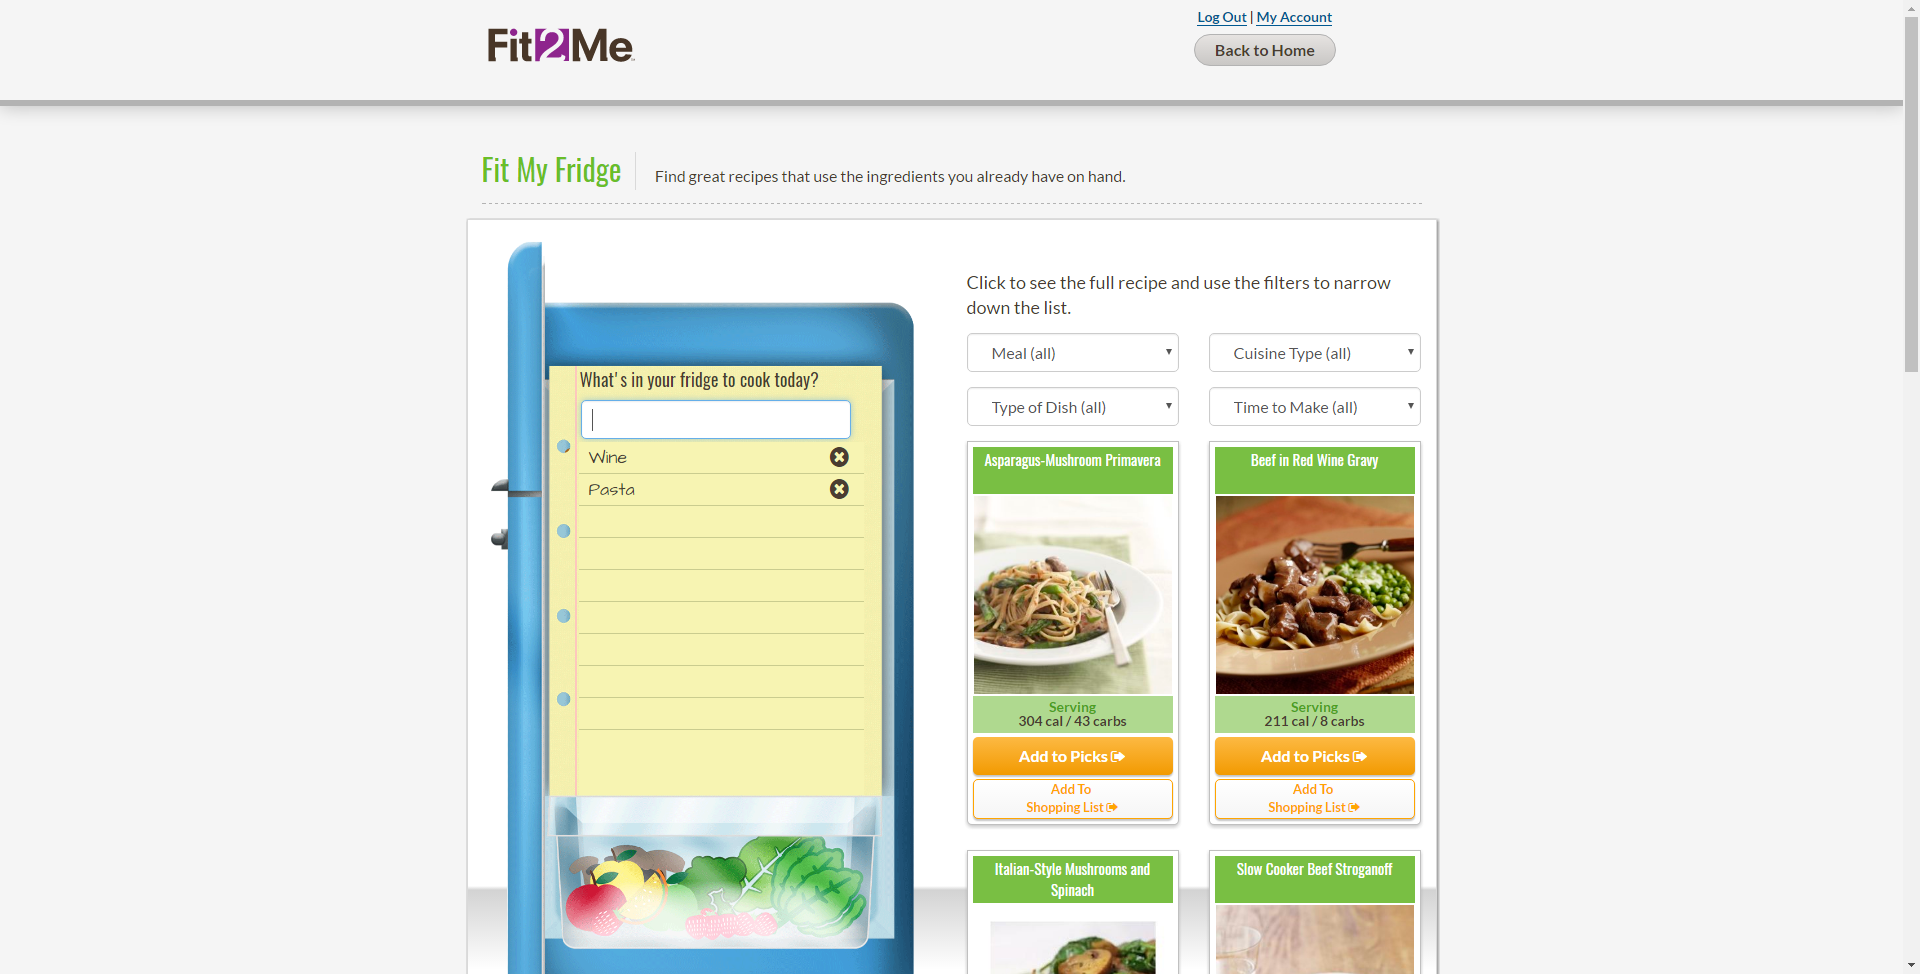 Log Out | My Account
Fit2Me
Back to Home
Fit My Fridge
Find great recipes that use the ingredients you already have on hand.
Click to see the full recipe and use the filters to narrow
down the list.
Meal (all)
Cuisine Type (all)
Type of Dish (all)
Time to Make (all)
What's in your fridge to cook today?
Wine
Pasta
Asparagus-Mushroom Primavera
Serving
304 cal / 43 carbs
Add to Picks
Add To
Shopping List
Beef in Red Wine Gravy
Serving
211 cal / 8 carbs
Add to Picks
Add To
Shopping List
Italian-Style Mushrooms and
Spinach
Slow Cooker Beef Stroganoff